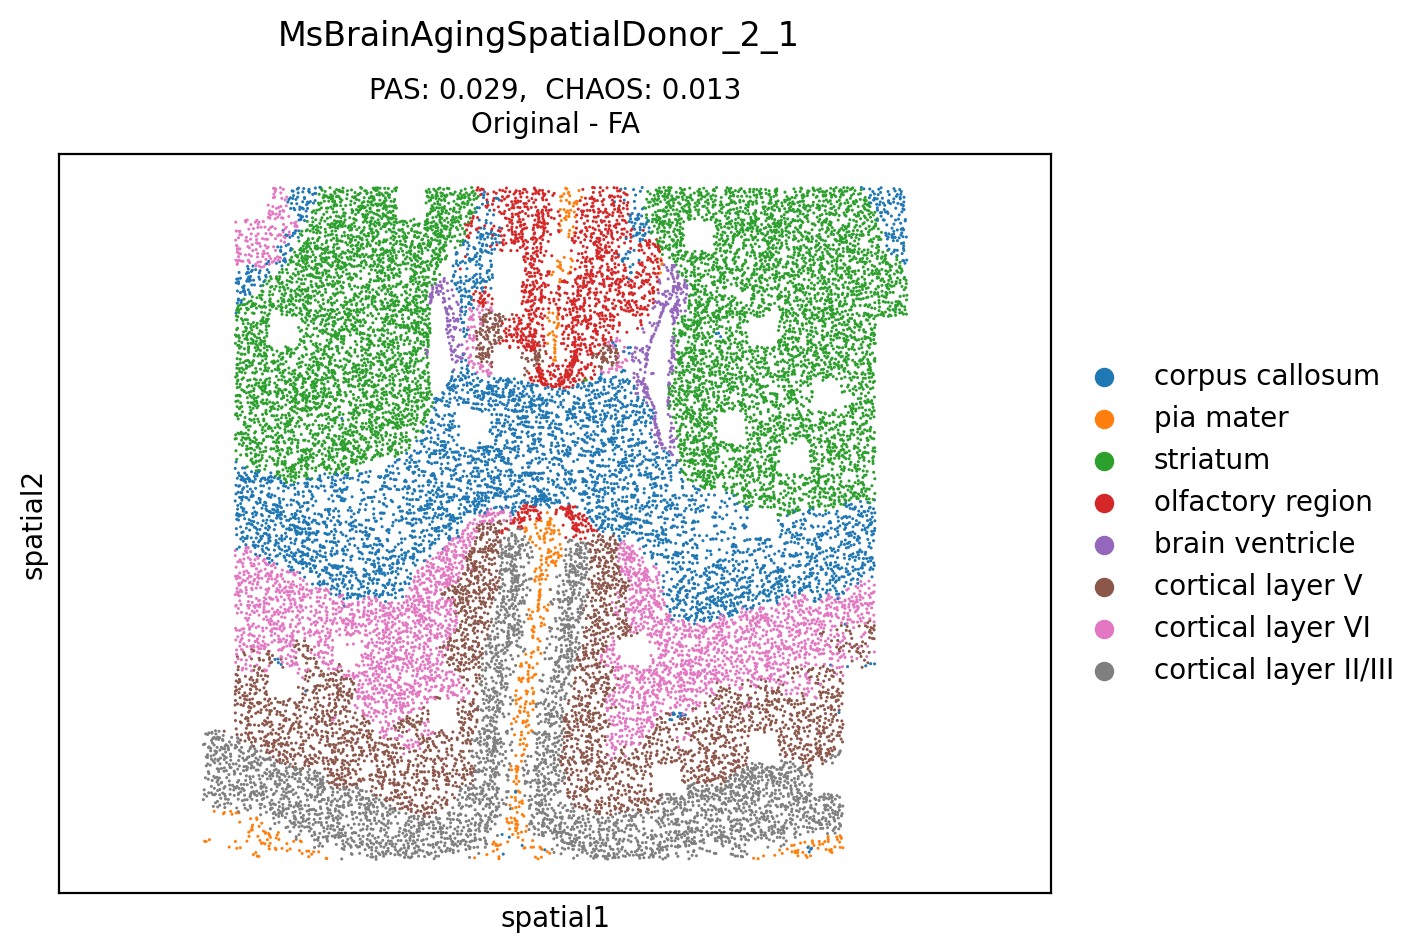 MsBrainAgingSpatialDonor_2_1
PAS: 0.029,  CHAOS: 0.013
Original - FA
spatial2
spatial1
corpus callosum
pia mater
striatum
olfactory region
brain ventricle
cortical layer V
cortical layer VI
cortical layer II/III